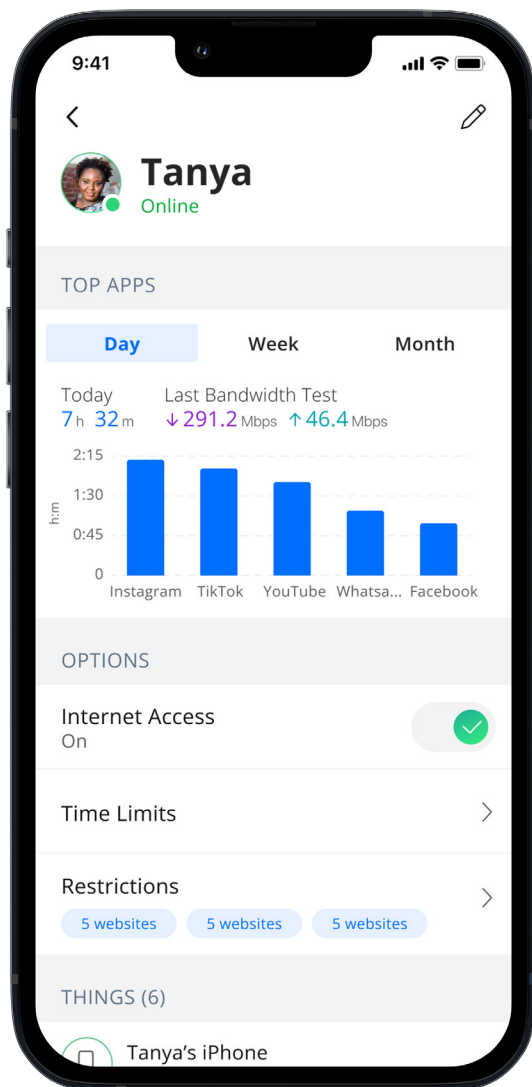 9:41
Tanya
Online
TOP APPS
Day Week Month
Today Last Bandwidth Test
7h 32m ↓291.2 Mbps ↑46.4 Mbps
2:15
1:30
h:m
0:45
0
Instagram TikTok YouTube Whatsa... Facebook
OPTIONS
Internet Access
On
Time Limits
Restrictions
5 websites 5 websites 5 websites
THINGS (6)
Tanya’s iPhone